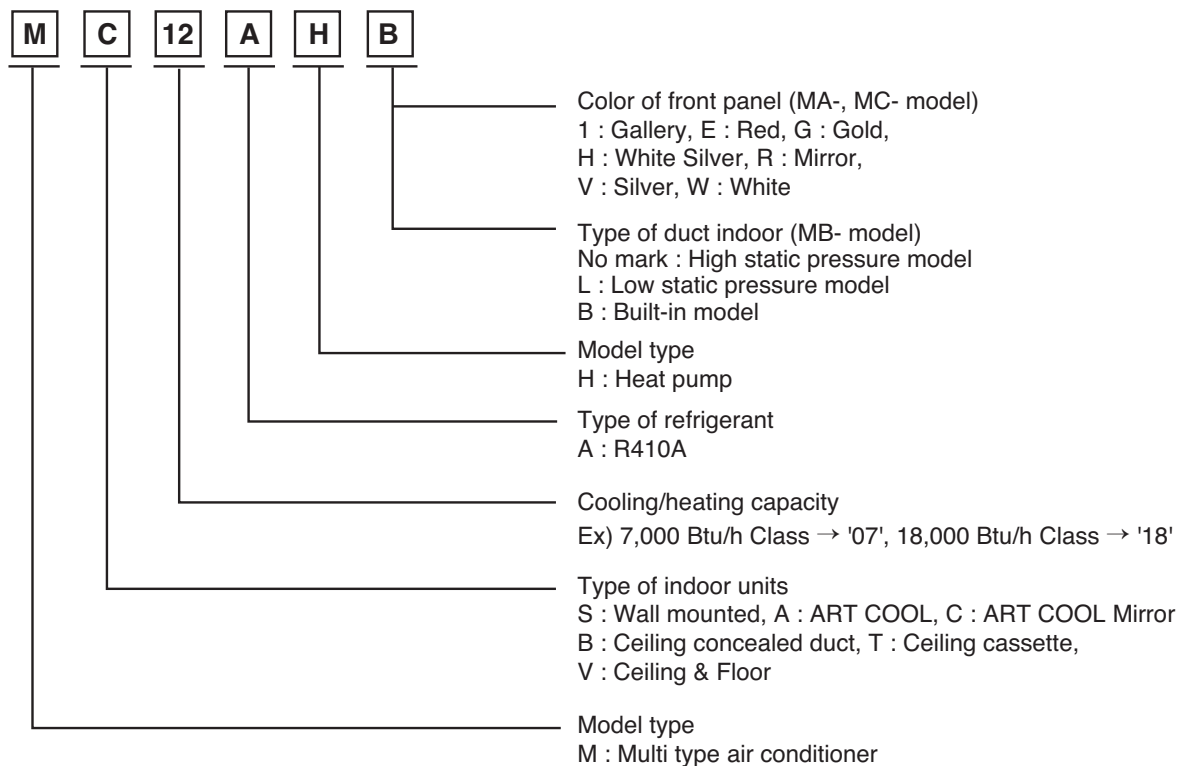 M C 12 A H B
Color of front panel (MA-, MC- model)
1 : Gallery, E : Red, G : Gold,
H : White Silver, R : Mirror,
V : Silver, W : White
Type of duct indoor (MB- model)
No mark : High static pressure model
L : Low static pressure model
B : Built-in model
Model type
H : Heat pump
Type of refrigerant
A : R410A
Cooling/heating capacity
Ex) 7,000 Btu/h Class → '07', 18,000 Btu/h Class → '18'
Type of indoor units
S : Wall mounted, A : ART COOL, C : ART COOL Mirror
B : Ceiling concealed duct, T : Ceiling cassette,
V : Ceiling & Floor
Model type
M : Multi type air conditioner